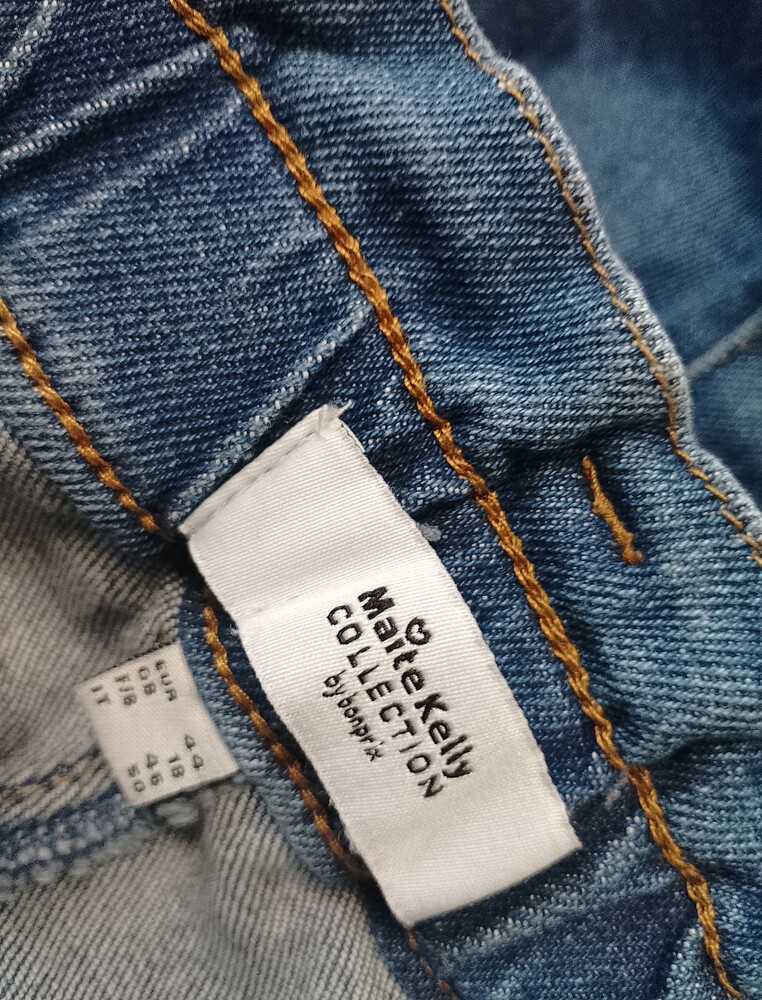 Maite Kelly
COLLECTION
by bonprix
EUR 44
GB 18
F/B 46
IT 50